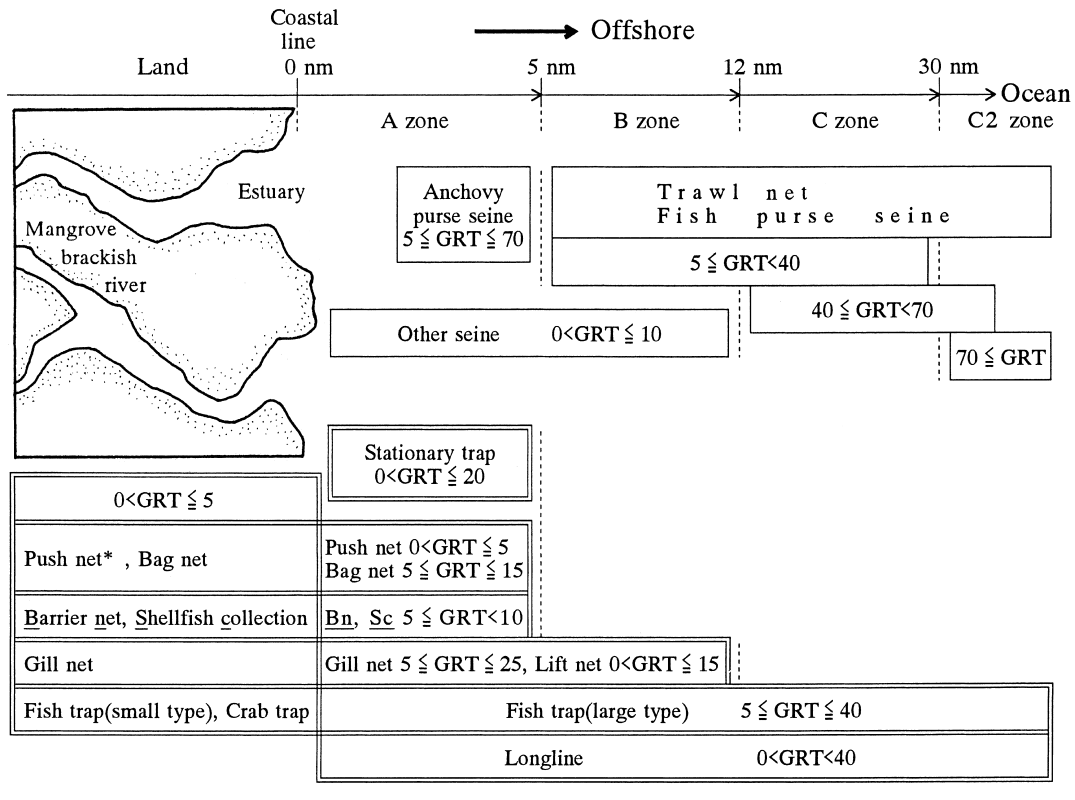 Coastal
line
Offshore
Land
0 nm
5 nm
12 nm
30 nm
Ocean
A zone
B zone
C zone
C2 zone
Estuary
Mangrove
brackish
river
Anchovy
purse seine
5 ≦ GRT ≦ 70
Trawl net
Fish purse seine
5 ≦ GRT<40
40 ≦ GRT<70
70 ≦ GRT
Other seine 0<GRT ≦ 10
Stationary trap
0<GRT ≦ 20
0<GRT ≦ 5
Push net* , Bag net
Push net 0<GRT ≦ 5
Bag net 5 ≦ GRT ≦ 15
Barrier net, Shellfish collection
Bn, Sc 5 ≦ GRT<10
Gill net
Gill net 5 ≦ GRT ≦ 25, Lift net 0<GRT ≦ 15
Fish trap(small type), Crab trap
Fish trap(large type) 5 ≦ GRT ≦ 40
Longline 0<GRT<40